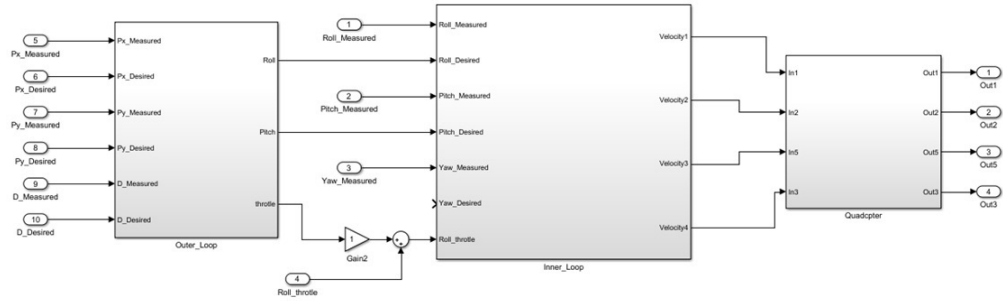 5
Px_Measured
6
Px_Desired
7
Py_Measured
8
Py_Desired
9
D_Measured
10
D_Desired
Px_Measured
Px_Desired
Py_Measured
Py_Desired
D_Measured
D_Desired
Roll
Pitch
throtle
Outer_Loop
1
Roll_Measured
2
Pitch_Measured
3
Yaw_Measured
1
Gain2
4
Roll_throtle
Roll_Measured
Roll_Desired
Pitch_Measured
Pitch_Desired
Yaw_Measured
Yaw_Desired
Roll_throtle
Velocity1
Velocity2
Velocity3
Velocity4
Inner_Loop
In1
In2
In5
In3
Out1
Out2
Out5
Out3
Quadcpter
1
Out1
2
Out2
3
Out5
4
Out3